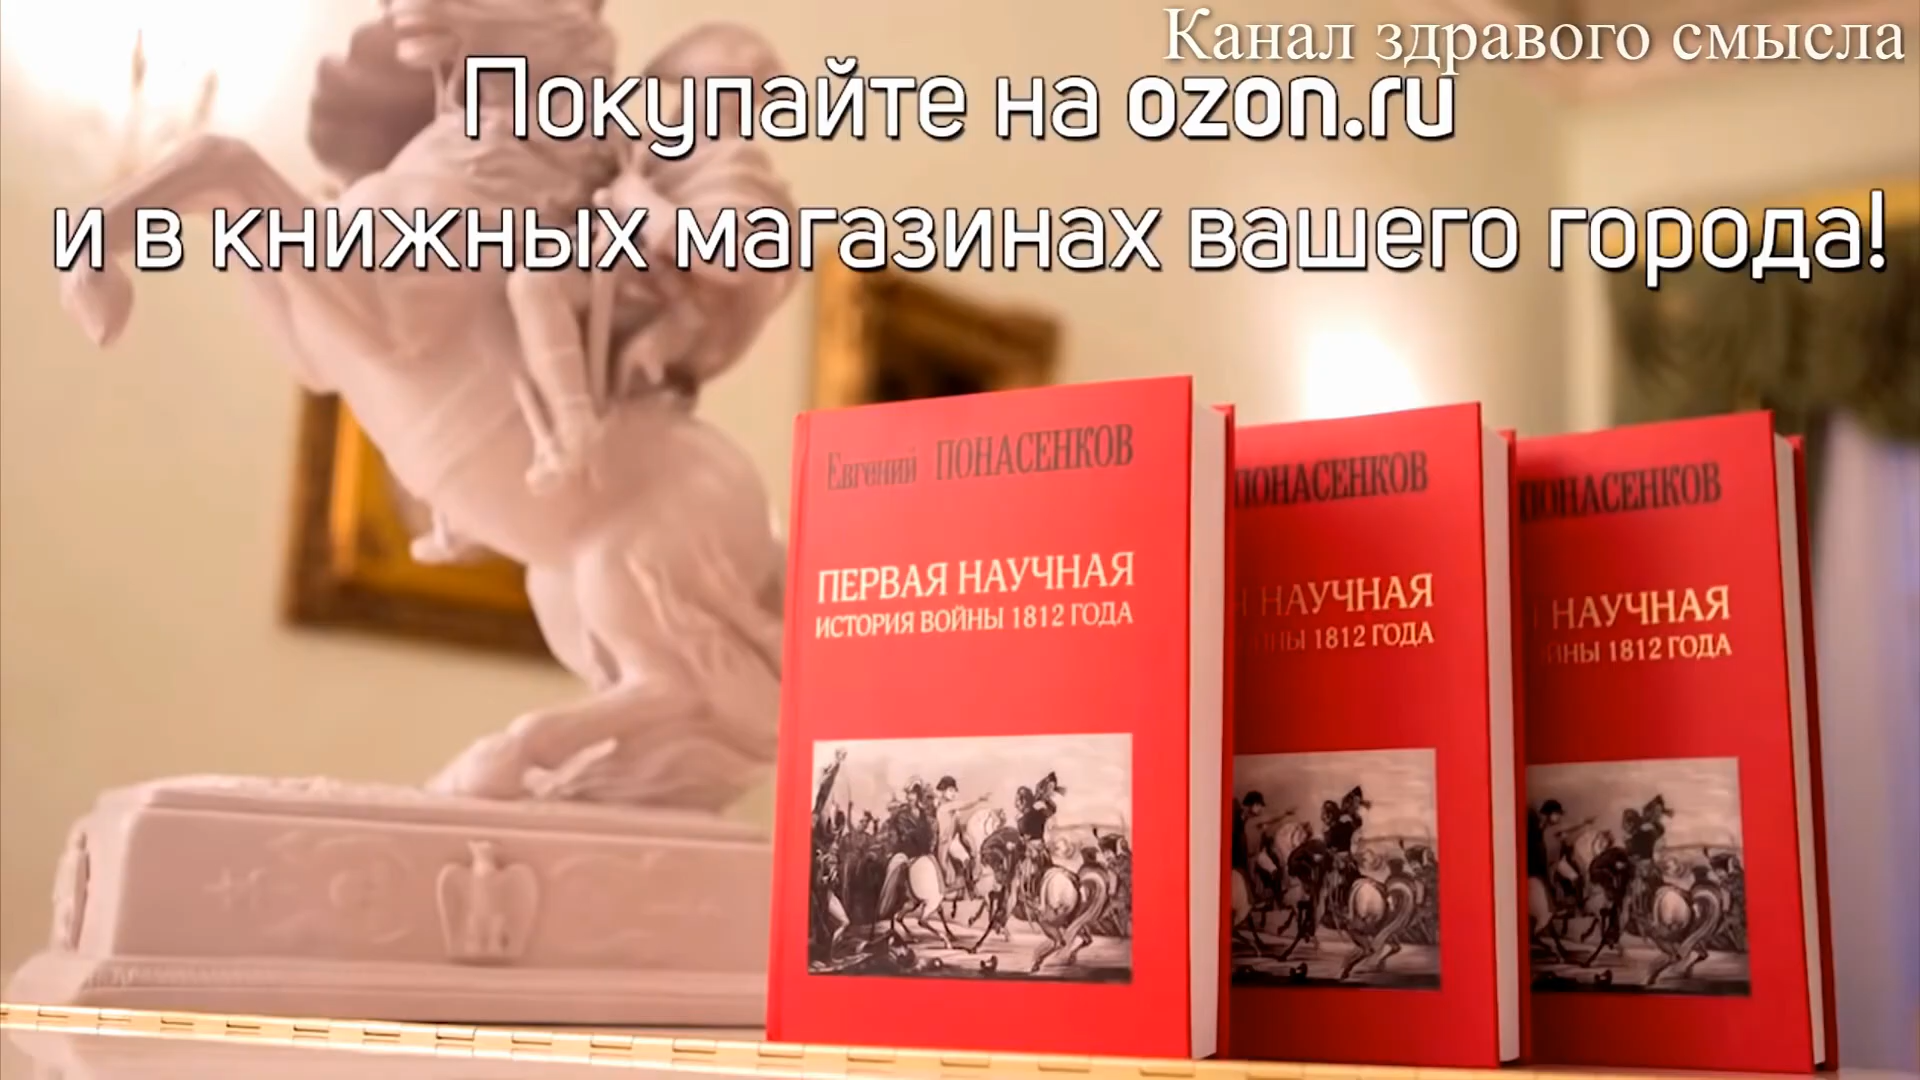 Канал здравого смысла
Покупайте на ozon.ru
и в книжных магазинах вашего города!
Евгений ПОНАСЕНКОВ
ПЕРВАЯ НАУЧНАЯ
ИСТОРИЯ ВОЙНЫ 1812 ГОДА
ПОНАСЕНКОВ
НАУЧНАЯ
1812 ГОДА
ПОНАСЕНКОВ
НАУЧНАЯ
1812 ГОДА